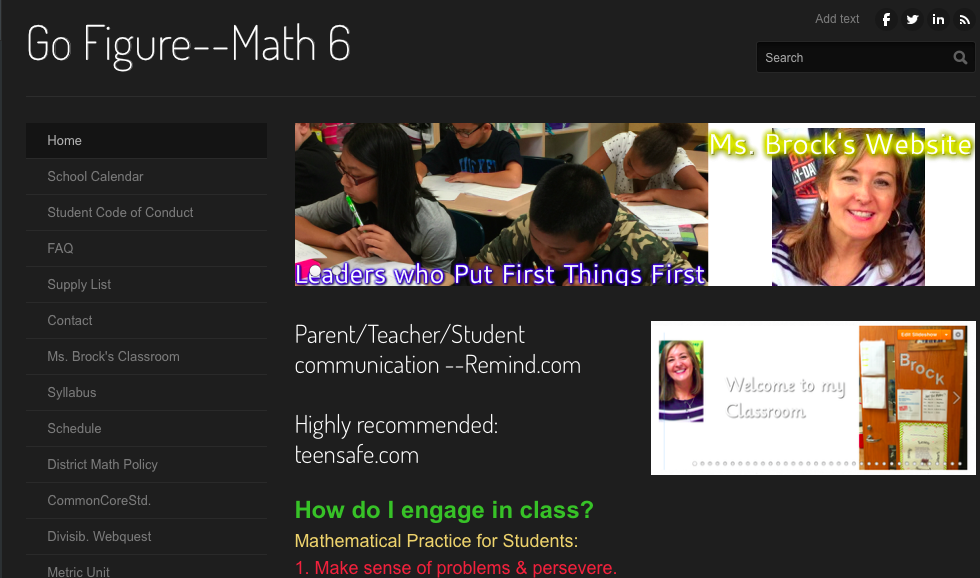 Go Figure--Math 6
Add text
Search
Home
School Calendar
Student Code of Conduct
FAQ
Supply List
Contact
Ms. Brock's Classroom
Syllabus
Schedule
District Math Policy
CommonCoreStd.
Divisib. Webquest
Metric Unit
Ms. Brock's Website
Leaders who Put First Things First
Parent/Teacher/Student
communication --Remind.com
Highly recommended:
teensafe.com
Edit Slideshow
Welcome to my
Classroom
Brock
How do I engage in class?
Mathematical Practice for Students:
1. Make sense of problems & persevere.